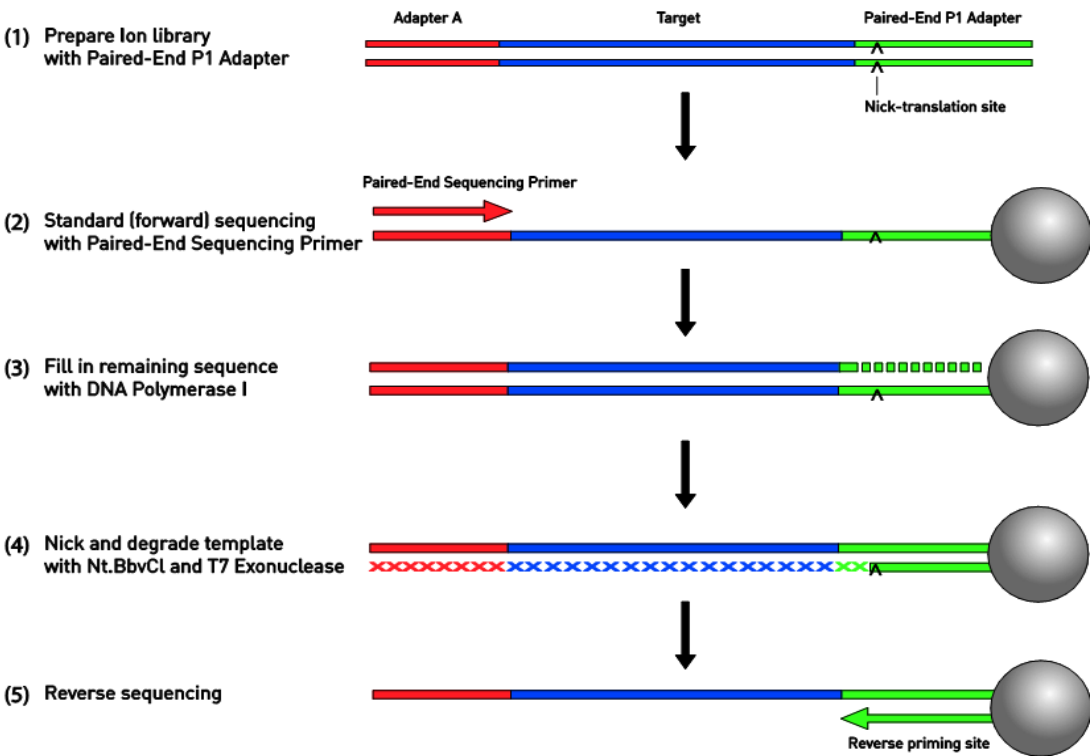 Adapter A
Target
Paired-End P1 Adapter
(1) Prepare Ion library
with Paired-End P1 Adapter
Nick-translation site
Paired-End Sequencing Primer
(2) Standard (forward) sequencing
with Paired-End Sequencing Primer
(3) Fill in remaining sequence
with DNA Polymerase I
(4) Nick and degrade template
with Nt.BbvCl and T7 Exonuclease
(5) Reverse sequencing
Reverse priming site